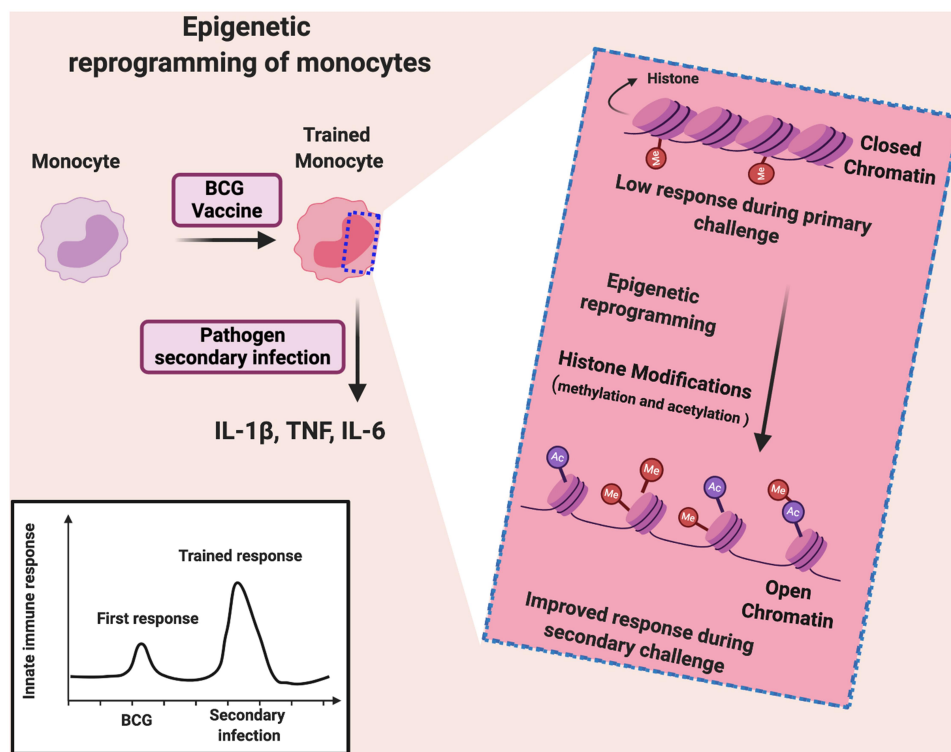 Epigenetic
reprogramming of monocytes
Monocyte
Trained
Monocyte
BCG
Vaccine
Pathogen
secondary infection
IL-1β, TNF, IL-6
Histone
Me
Me
Closed
Chromatin
Low response during primary
challenge
Epigenetic
reprogramming
Histone Modifications
(methylation and acetylation )
Ac
Me
Me
Ac
Me
Me
Ac
Open
Chromatin
Improved response during
secondary challenge
Innate immune response
First response
Trained response
BCG
Secondary
infection